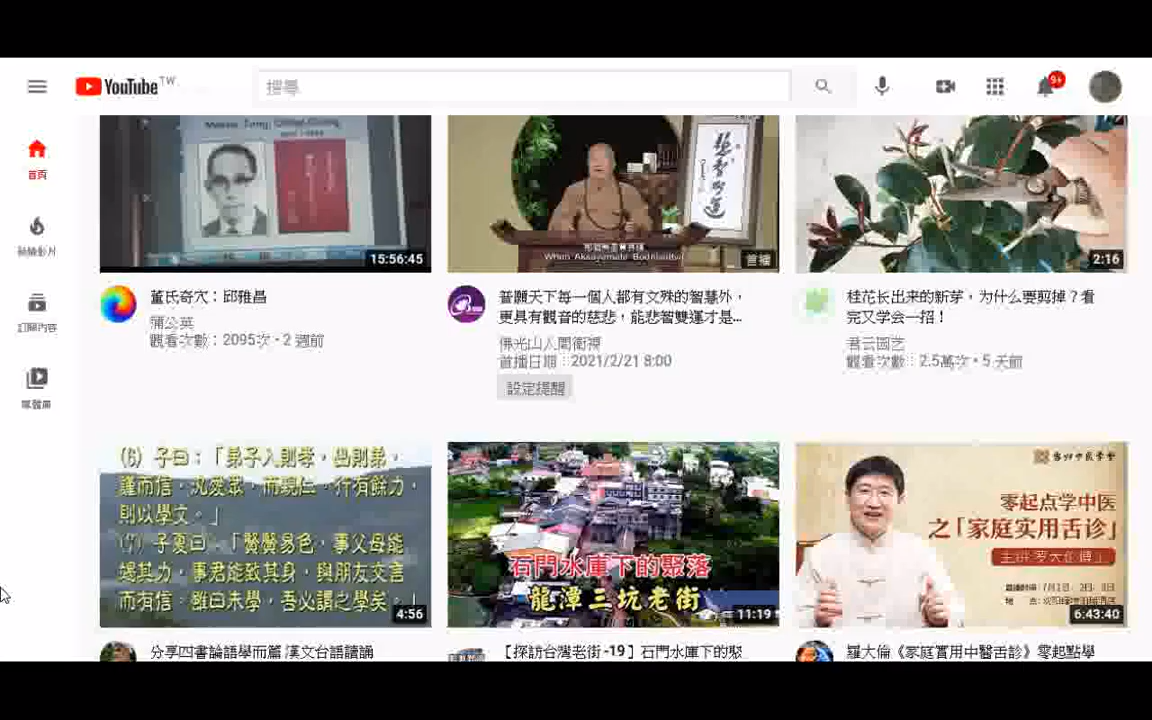 YouTube TW
搜尋
9+
首頁
15:56:45
When Aksayamati Bodhisattva
首播
2:16
董氏奇穴：邱雅昌
蒲公英
觀看次數：2095次 • 2 週前
普願天下每一個人都有文殊的智慧外，
更具有觀音的慈悲，能悲智雙運才是...
佛光山人間衛視
首播日期：2021/2/21 8:00
設定提醒
桂花长出来的新芽，为什么要剪掉？看
完又学会一招！
君云园艺
觀看次數：2.5萬次 • 5 天前
訂閱內容
媒體庫
(6) 子曰：「弟子入則孝，出則弟，
謹而信，汎愛眾，而親仁。行有餘力，
則以學文。」
(7) 子夏曰：「賢賢易色，事父母能
竭其力，事君能致其身，與朋友交言
而有信。雖曰未學，吾必謂之學矣。」
4:56
石門水庫下的聚落
龍潭三坑老街
11:19
零起点学中医
之「家庭实用舌诊」
6:43:40
分享四書論語學而篇 漢文台語讀誦
【探訪台灣老街 -19】石門水庫下的聚
羅大倫《家庭實用中醫舌診》零起點學